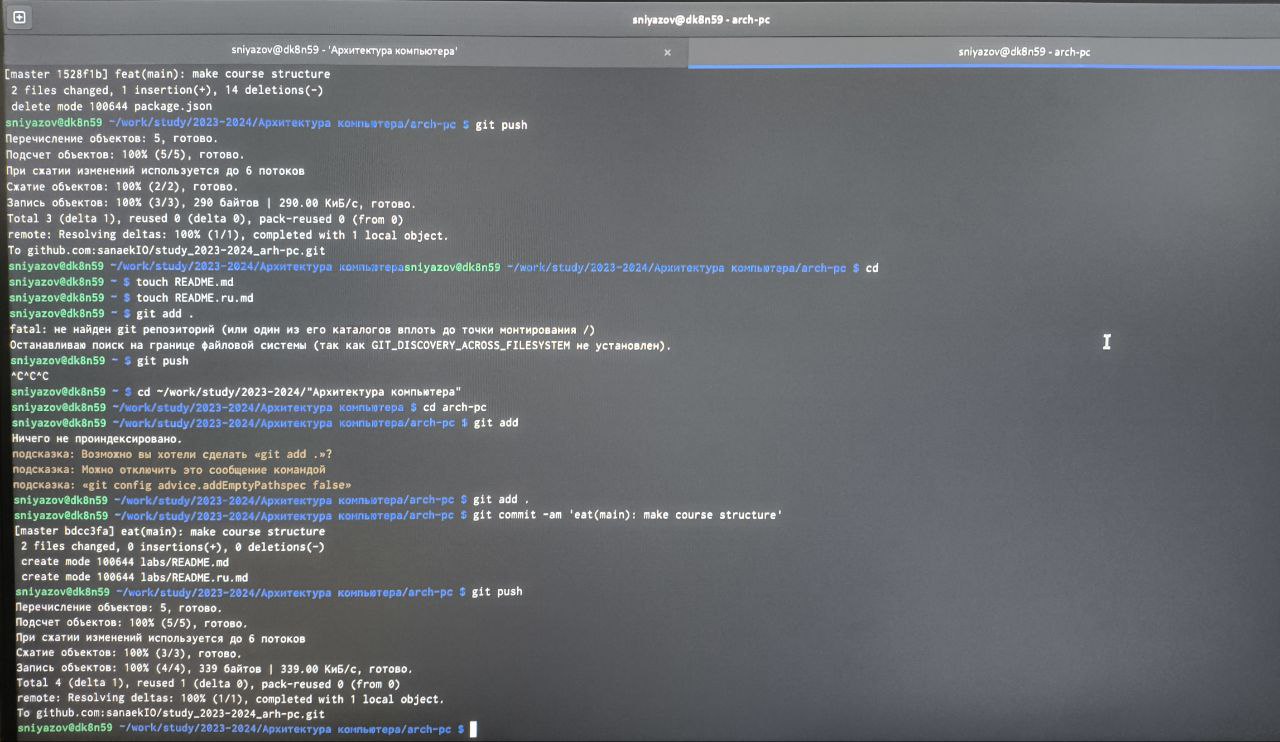 sniyazov@dk8n59 - arch-pc
sniyazov@dk8n59 - 'Архитектура компьютера'
sniyazov@dk8n59 - arch-pc
[master 1528f1b] feat(main): make course structure
2 files changed, 1 insertion(+), 14 deletions(-)
delete mode 100644 package.json
sniyazov@dk8n59 ~/work/study/2023-2024/Архитектура компьютера/arch-pc $ git push
Перечисление объектов: 5, готово.
Подсчет объектов: 100% (5/5), готово.
При сжатии изменений используется до 6 потоков
Сжатие объектов: 100% (2/2), готово.
Запись объектов: 100% (3/3), 290 байтов | 290.00 КиБ/с, готово.
Total 3 (delta 1), reused 0 (delta 0), pack-reused 0 (from 0)
remote: Resolving deltas: 100% (1/1), completed with 1 local object.
To github.com:sanaekIO/study_2023-2024_arh-pc.git
sniyazov@dk8n59 ~/work/study/2023-2024/Архитектура компьютераsniyazov@dk8n59 ~/work/study/2023-2024/Архитектура компьютера/arch-pc $ cd
sniyazov@dk8n59 ~ $ touch README.md
sniyazov@dk8n59 ~ $ touch README.ru.md
sniyazov@dk8n59 ~ $ git add .
fatal: не найден git репозиторий (или один из его каталогов вплоть до точки монтирования /)
Останавливаю поиск на границе файловой системы (так как GIT_DISCOVERY_ACROSS_FILESYSTEM не установлен).
sniyazov@dk8n59 ~ $ git push
^C^C^C
sniyazov@dk8n59 ~ $ cd ~/work/study/2023-2024/"Архитектура компьютера"
sniyazov@dk8n59 ~/work/study/2023-2024/Архитектура компьютера $ cd arch-pc
sniyazov@dk8n59 ~/work/study/2023-2024/Архитектура компьютера/arch-pc $ git add
Ничего не проиндексировано.
подсказка: Возможно вы хотели сделать «git add .»?
подсказка: Можно отключить это сообщение командой
подсказка: «git config advice.addEmptyPathspec false»
sniyazov@dk8n59 ~/work/study/2023-2024/Архитектура компьютера/arch-pc $ git add .
sniyazov@dk8n59 ~/work/study/2023-2024/Архитектура компьютера/arch-pc $ git commit -am 'eat(main): make course structure'
[master bdcc3fa] eat(main): make course structure
2 files changed, 0 insertions(+), 0 deletions(-)
create mode 100644 labs/README.md
create mode 100644 labs/README.ru.md
sniyazov@dk8n59 ~/work/study/2023-2024/Архитектура компьютера/arch-pc $ git push
Перечисление объектов: 5, готово.
Подсчет объектов: 100% (5/5), готово.
При сжатии изменений используется до 6 потоков
Сжатие объектов: 100% (3/3), готово.
Запись объектов: 100% (4/4), 339 байтов | 339.00 КиБ/с, готово.
Total 4 (delta 1), reused 1 (delta 0), pack-reused 0 (from 0)
remote: Resolving deltas: 100% (1/1), completed with 1 local object.
To github.com:sanaekIO/study_2023-2024_arh-pc.git
sniyazov@dk8n59 ~/work/study/2023-2024/Архитектура компьютера/arch-pc $